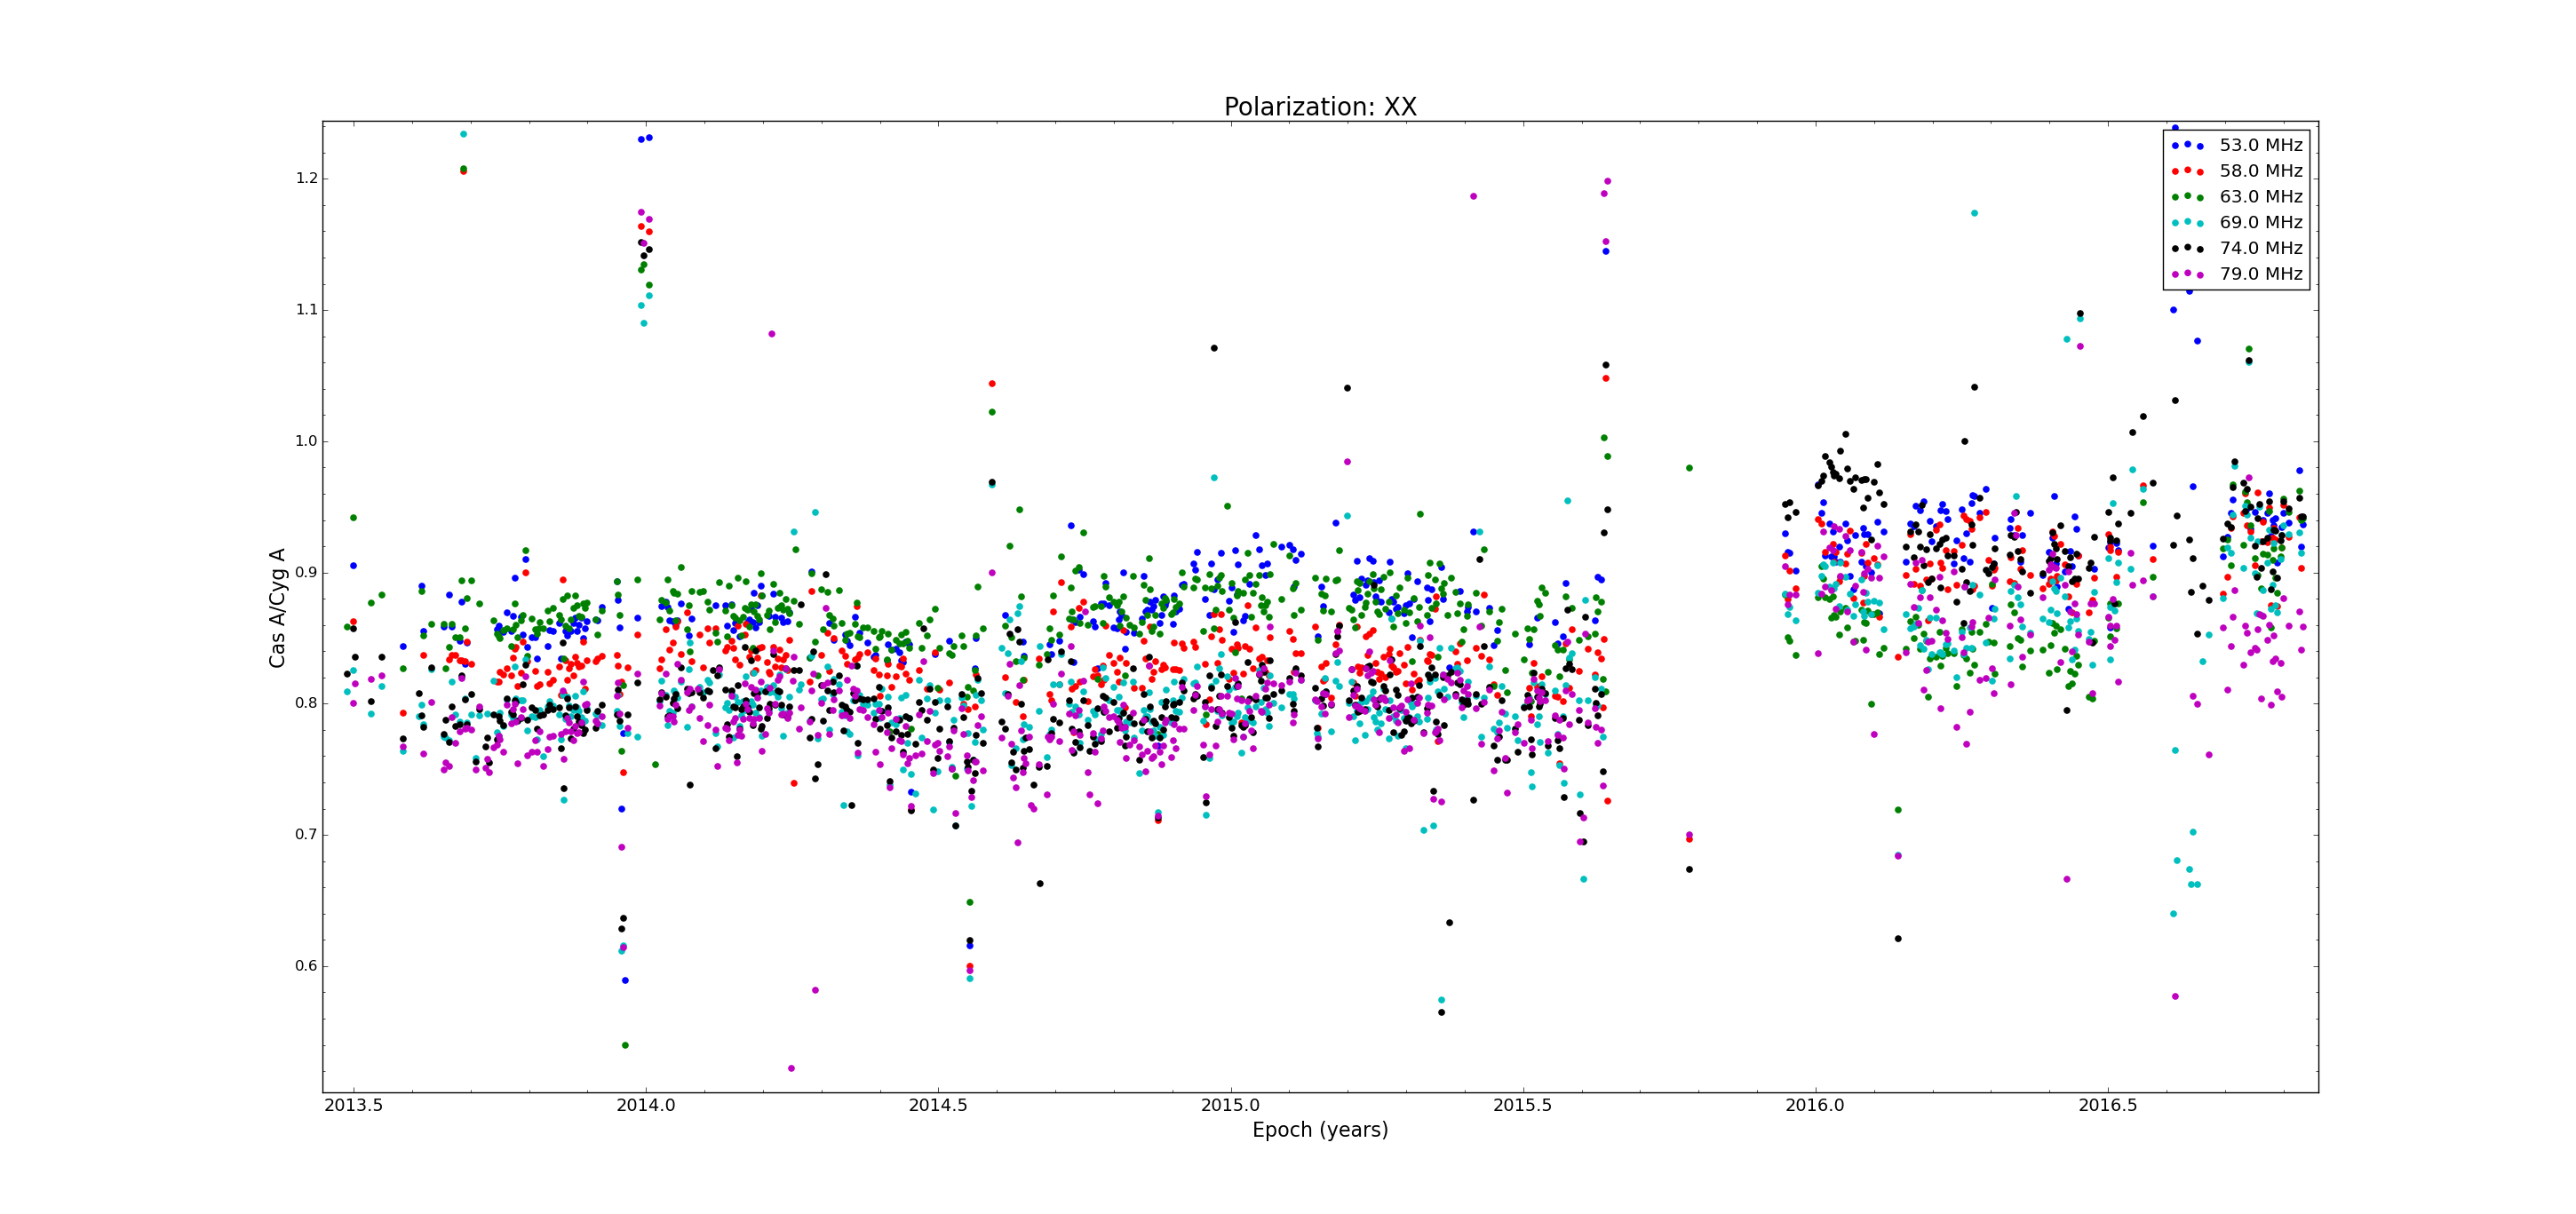 Polarization: XX
1.2
1.1
1.0
0.9
0.8
0.7
0.6
Cas A/Cyg A
53.0 MHz
58.0 MHz
63.0 MHz
69.0 MHz
74.0 MHz
79.0 MHz
2013.5 2014.0 2014.5 2015.0 2015.5 2016.0 2016.5
Epoch (years)